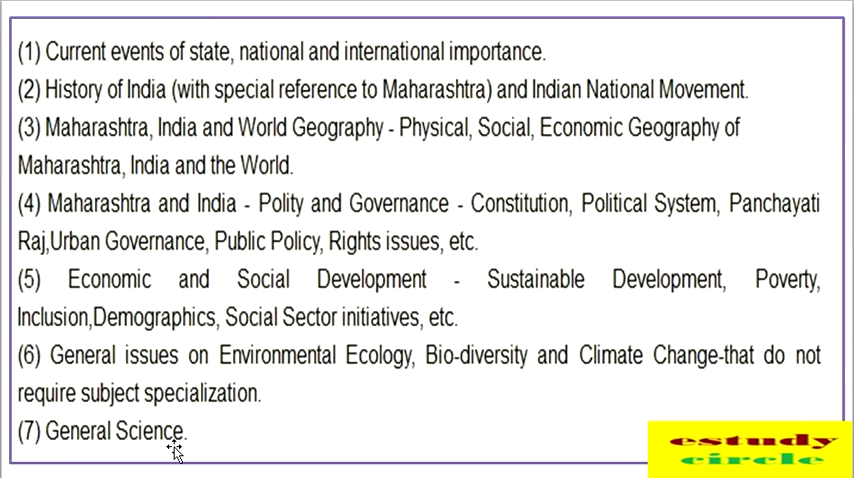 (1) Current events of state, national and international importance.
(2) History of India (with special reference to Maharashtra) and Indian National Movement.
(3) Maharashtra, India and World Geography - Physical, Social, Economic Geography of
Maharashtra, India and the World.
(4) Maharashtra and India - Polity and Governance - Constitution, Political System, Panchayati
Raj,Urban Governance, Public Policy, Rights issues, etc.
(5) Economic and Social Development - Sustainable Development, Poverty,
Inclusion,Demographics, Social Sector initiatives, etc.
(6) General issues on Environmental Ecology, Bio-diversity and Climate Change-that do not
require subject specialization.
(7) General Science.
estudy
circle